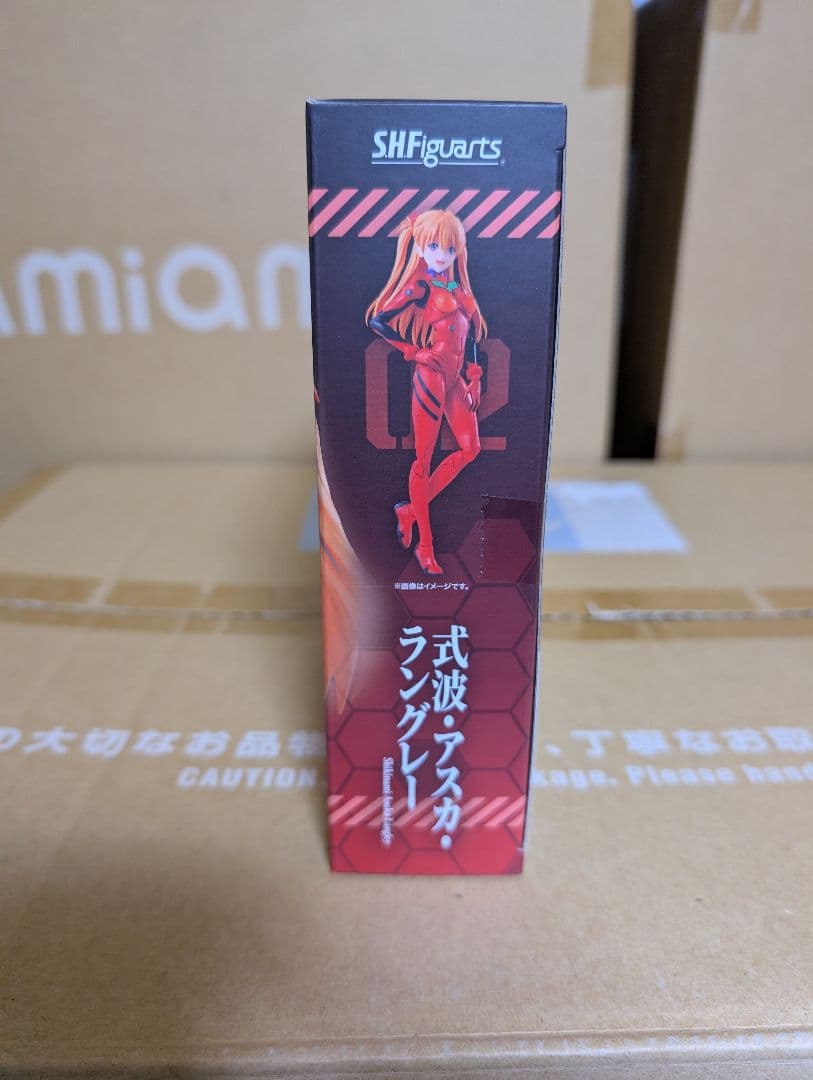 S.H.Figuarts
amiam
02
※画像はイメージです。
式波・アスカ・
ラングレー
Shikinami Asuka Langley
の大切なお品物
、丁寧なお取
CAUTION
kage. Please hand